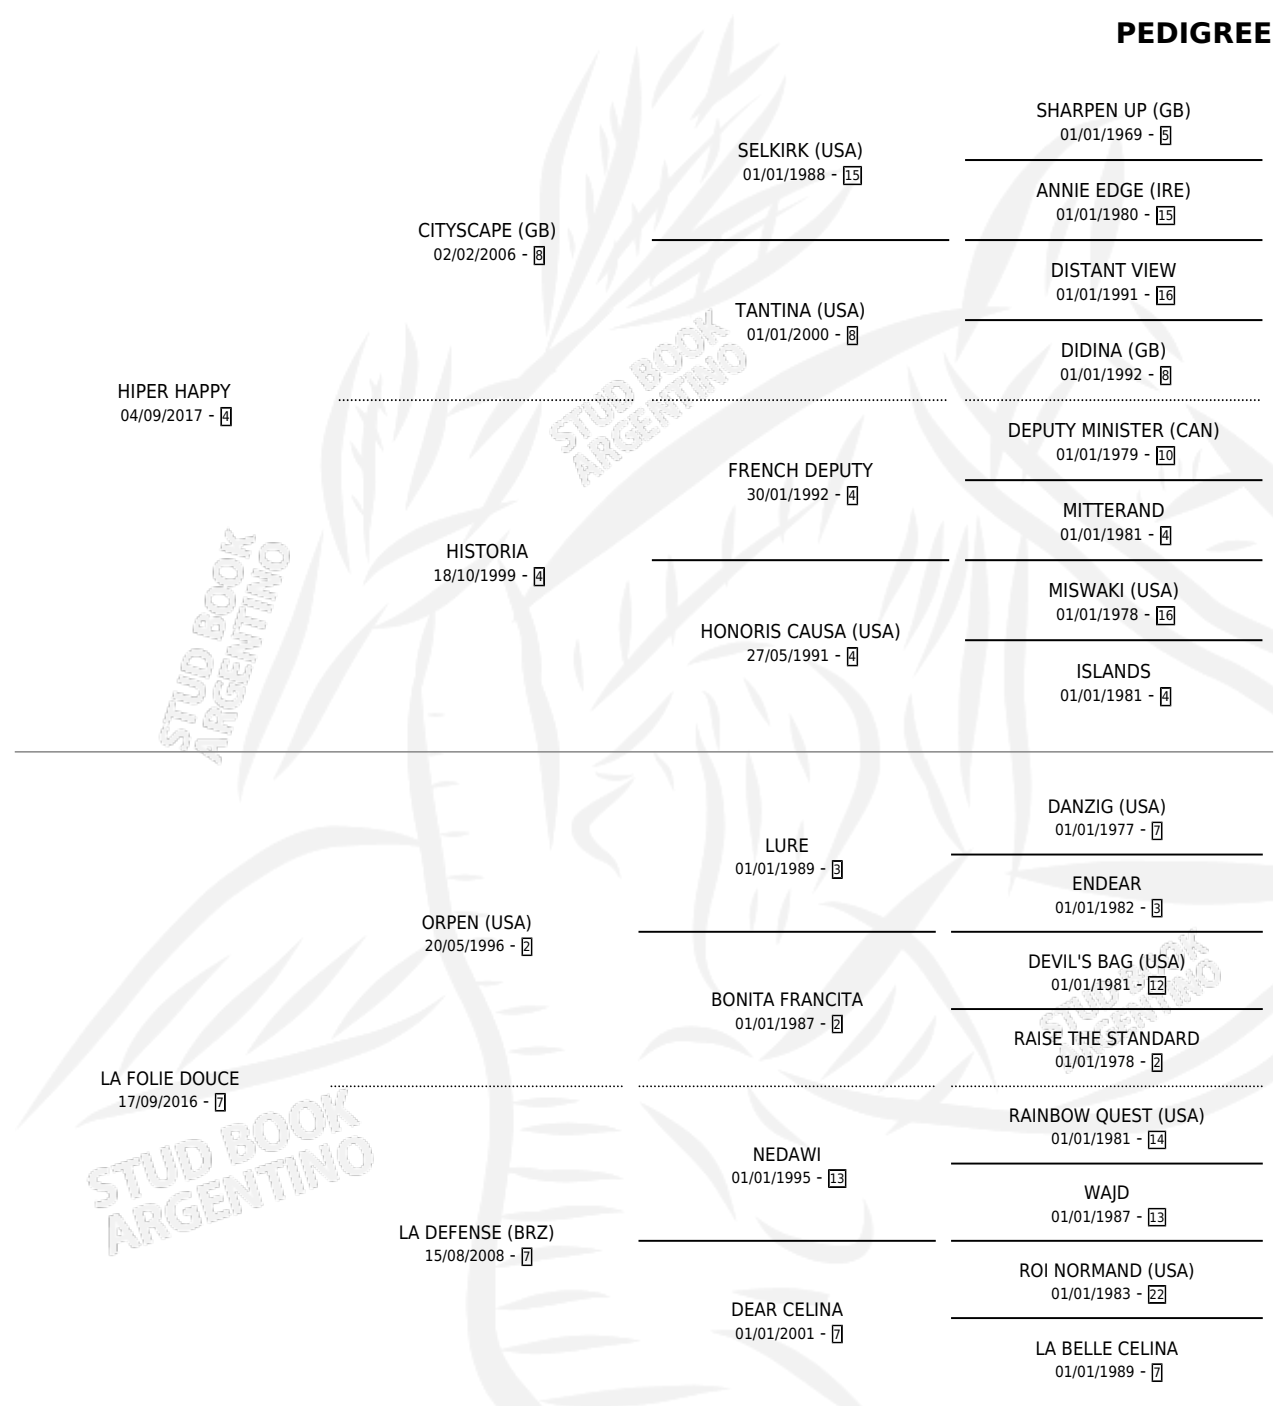 PEDIGREE
SHARPEN UP (GB)
01/01/1969 - 5
SELKIRK (USA)
01/01/1988 - 15
ANNIE EDGE (IRE)
01/01/1980 - 15
CITYSCAPE (GB)
02/02/2006 - 8
DISTANT VIEW
01/01/1991 - 16
TANTINA (USA)
01/01/2000 - 8
DIDINA (GB)
01/01/1992 - 8
HIPER HAPPY
04/09/2017 - 4
DEPUTY MINISTER (CAN)
01/01/1979 - 10
FRENCH DEPUTY
30/01/1992 - 4
MITTERAND
01/01/1981 - 4
HISTORIA
18/10/1999 - 4
MISWAKI (USA)
01/01/1978 - 16
HONORIS CAUSA (USA)
27/05/1991 - 4
ISLANDS
01/01/1981 - 4
STUD BOOK
ARGENTINO
STUD BOOK
ARGENTINO
DANZIG (USA)
01/01/1977 - 7
LURE
01/01/1989 - 3
ENDEAR
01/01/1982 - 3
ORPEN (USA)
20/05/1996 - 2
DEVIL'S BAG (USA)
01/01/1981 - 12
BONITA FRANCITA
01/01/1987 - 2
RAISE THE STANDARD
01/01/1978 - 2
LA FOLIE DOUCE
17/09/2016 - 7
RAINBOW QUEST (USA)
01/01/1981 - 14
NEDAWI
01/01/1995 - 13
WAJD
01/01/1987 - 13
LA DEFENSE (BRZ)
15/08/2008 - 7
ROI NORMAND (USA)
01/01/1983 - 22
DEAR CELINA
01/01/2001 - 7
LA BELLE CELINA
01/01/1989 - 7
STUD BOOK
ARGENTINO
STUD BOOK
ARGENTINO